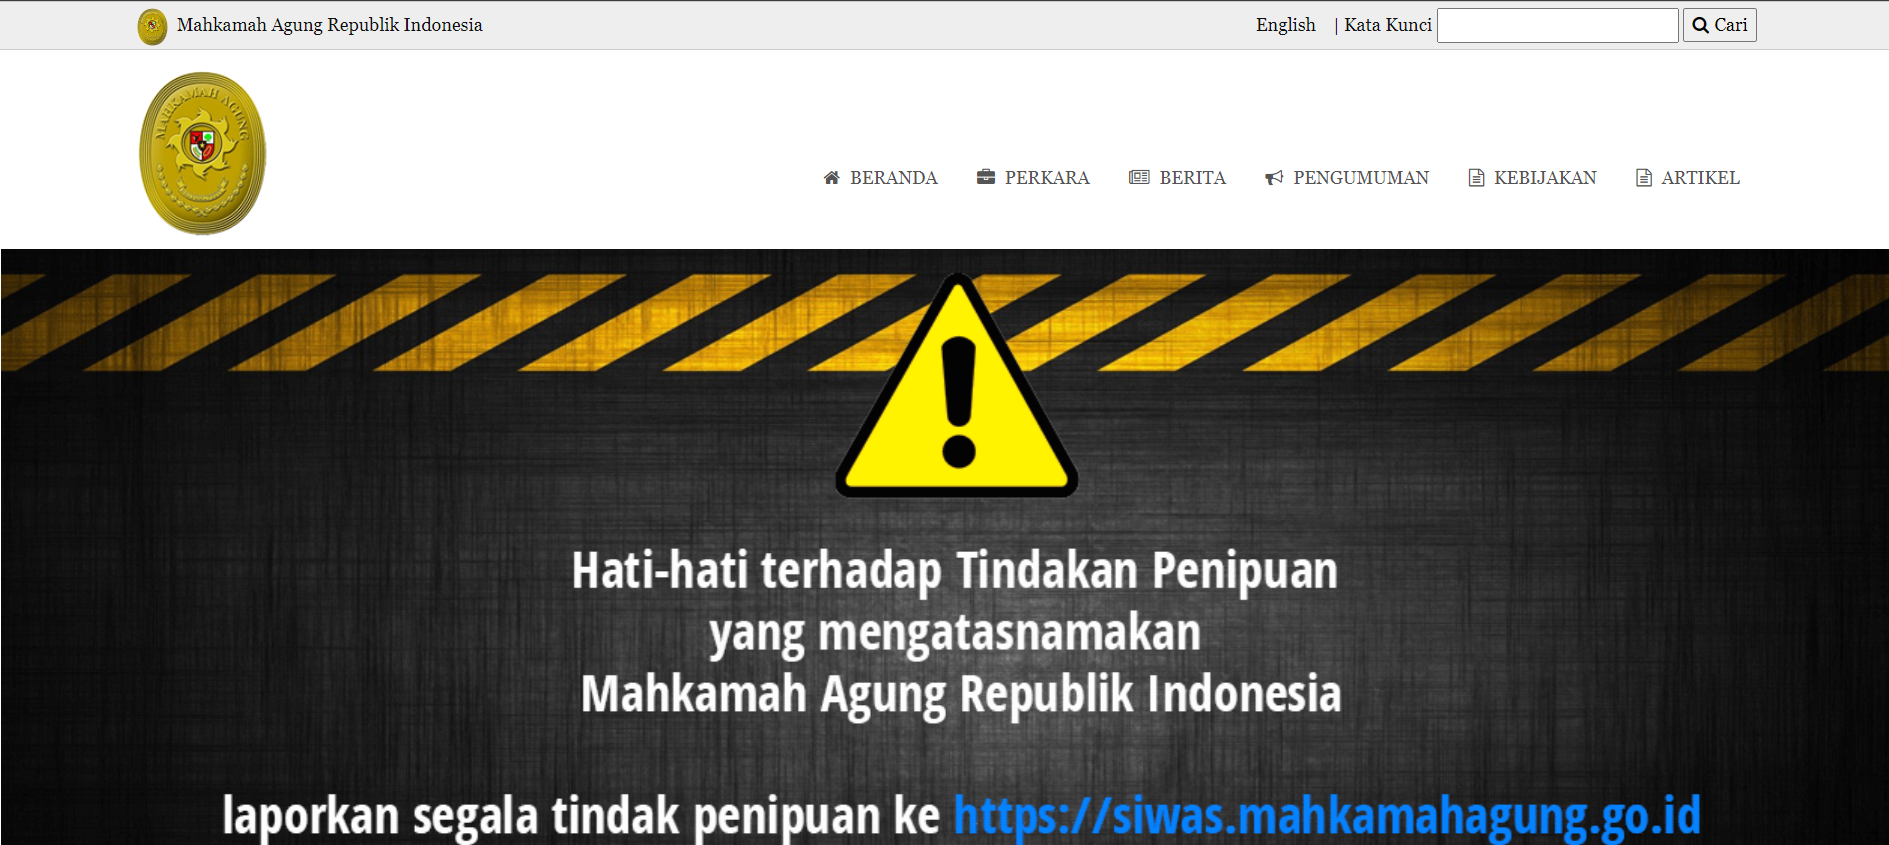 Mahkamah Agung Republik Indonesia
English | Kata Kunci Cari
MAHKAMAH AGUNG
BERANDA PERKARA BERITA PENGUMUMAN KEBIJAKAN ARTIKEL
Hati-hati terhadap Tindakan Penipuan
yang mengatasnamakan
Mahkamah Agung Republik Indonesia
laporkan segala tindak penipuan ke https://siwas.mahkamahagung.go.id